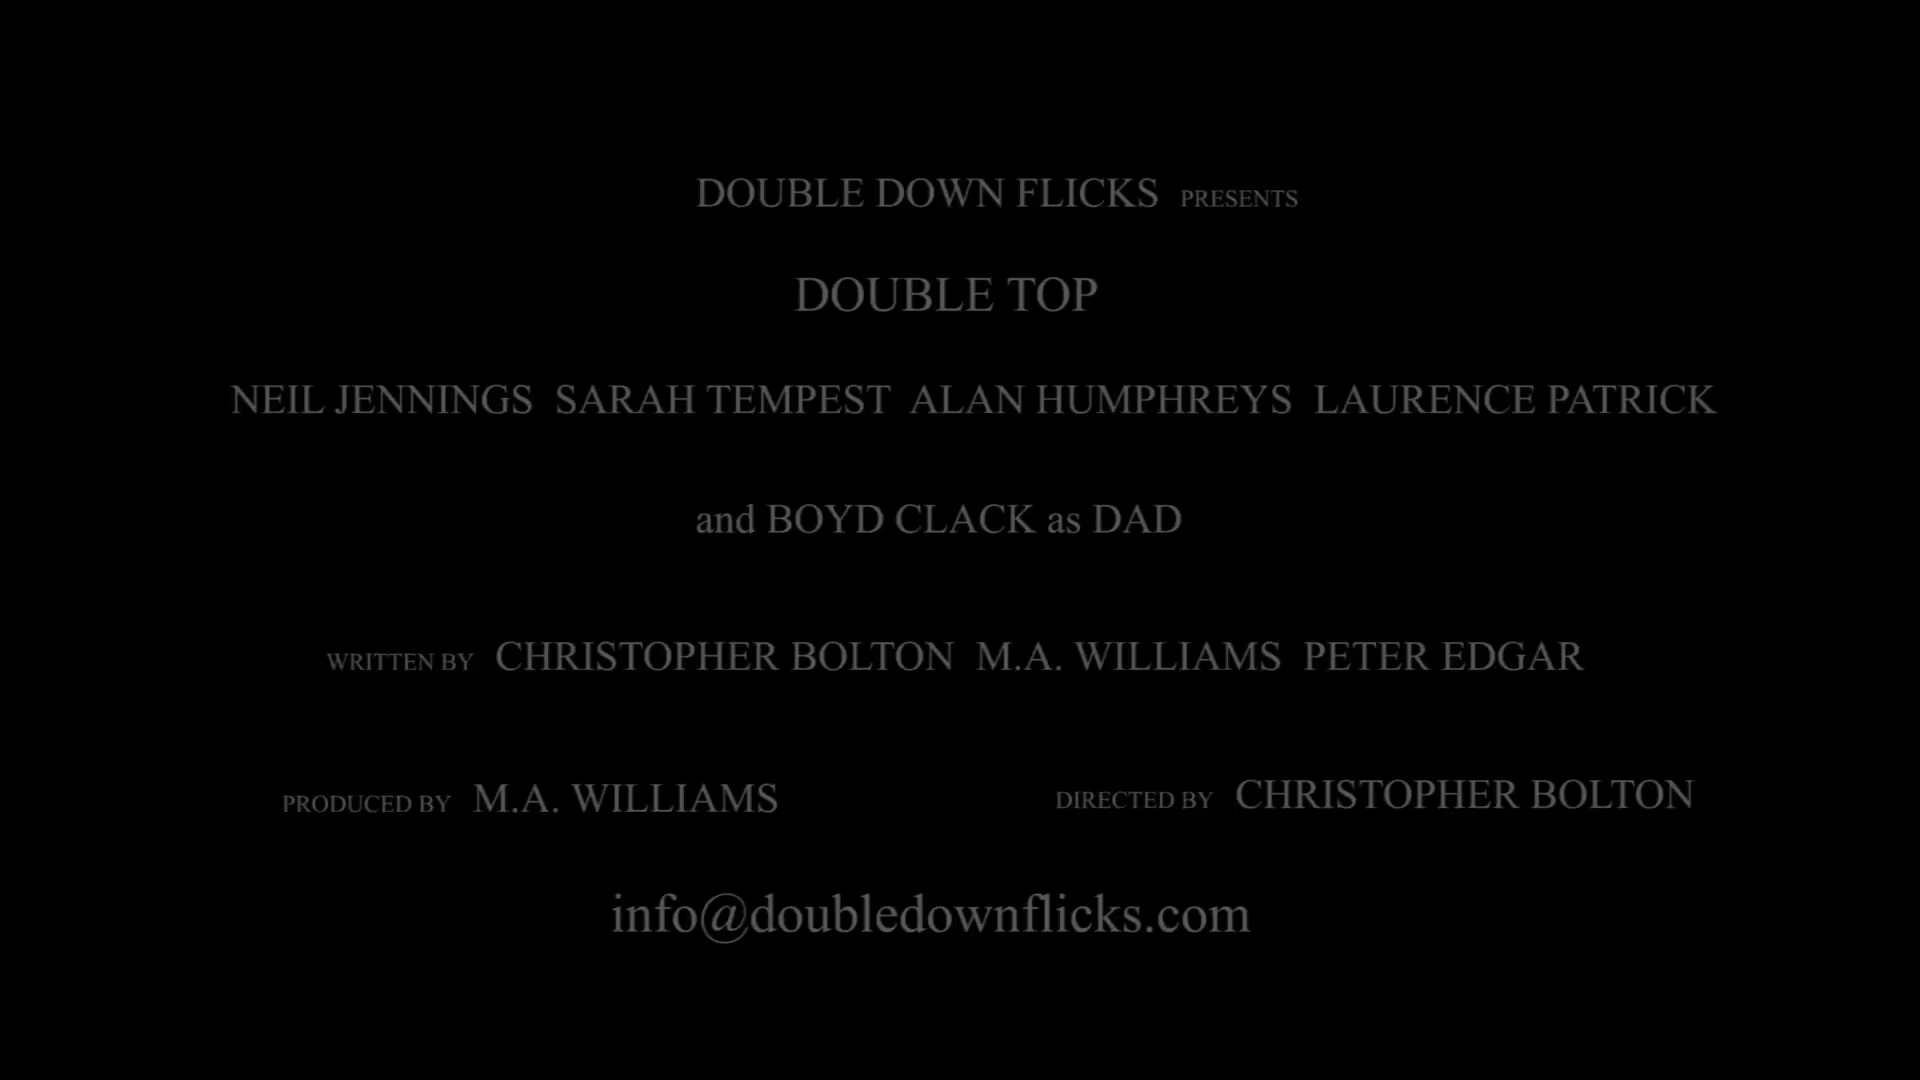 DOUBLE DOWN FLICKS PRESENTS
DOUBLE TOP
NEIL JENNINGS SARAH TEMPEST ALAN HUMPHREYS LAURENCE PATRICK
and BOYD CLACK as DAD
WRITTEN BY CHRISTOPHER BOLTON M.A. WILLIAMS PETER EDGAR
PRODUCED BY M.A. WILLIAMS DIRECTED BY CHRISTOPHER BOLTON
info@doubledownflicks.com